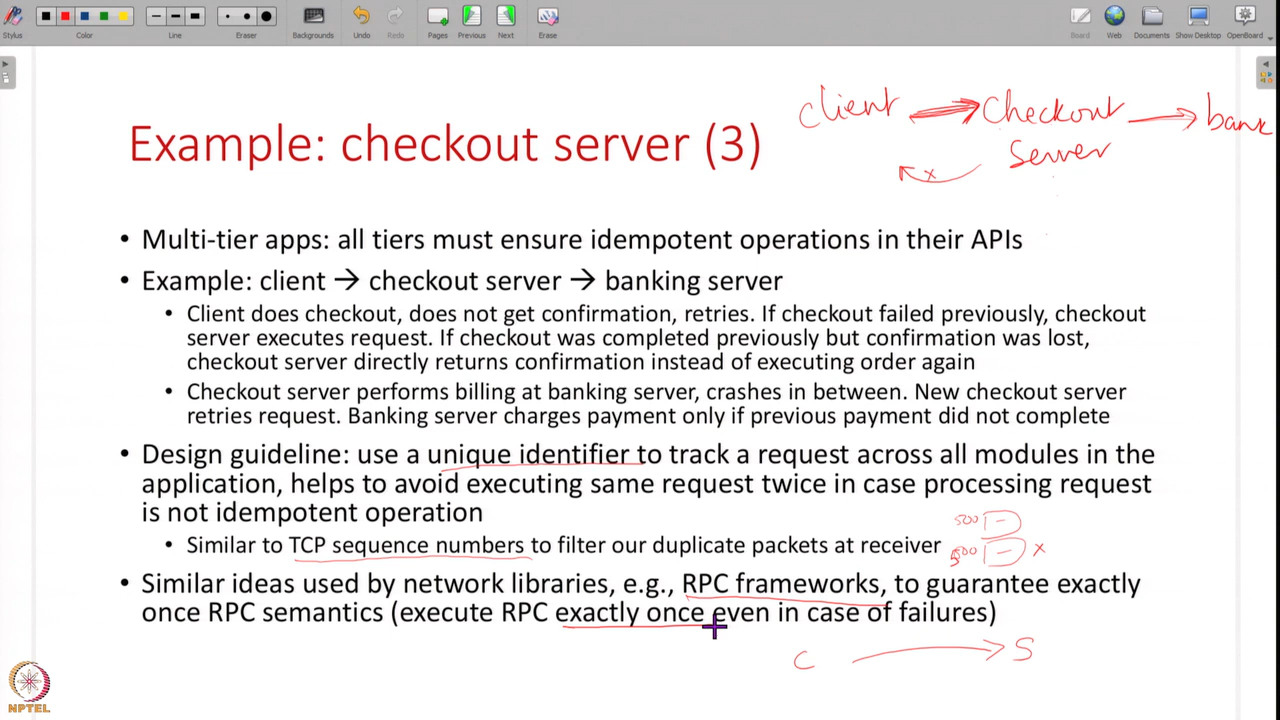 Stylus
Color
Line
Eraser
Backgrounds
Undo
Redo
Pages
Previous
Next
Erase
Board
Web
Documents
Show Desktop
OpenBoard
client
Checkout
Server
bank
x
Example: checkout server (3)
• Multi-tier apps: all tiers must ensure idempotent operations in their APIs
• Example: client → checkout server → banking server
• Client does checkout, does not get confirmation, retries. If checkout failed previously, checkout
server executes request. If checkout was completed previously but confirmation was lost,
checkout server directly returns confirmation instead of executing order again
• Checkout server performs billing at banking server, crashes in between. New checkout server
retries request. Banking server charges payment only if previous payment did not complete
• Design guideline: use a unique identifier to track a request across all modules in the
application, helps to avoid executing same request twice in case processing request
is not idempotent operation
500
• Similar to TCP sequence numbers to filter our duplicate packets at receiver
500 x
• Similar ideas used by network libraries, e.g., RPC frameworks, to guarantee exactly
once RPC semantics (execute RPC exactly once even in case of failures)
C S
NPTEL